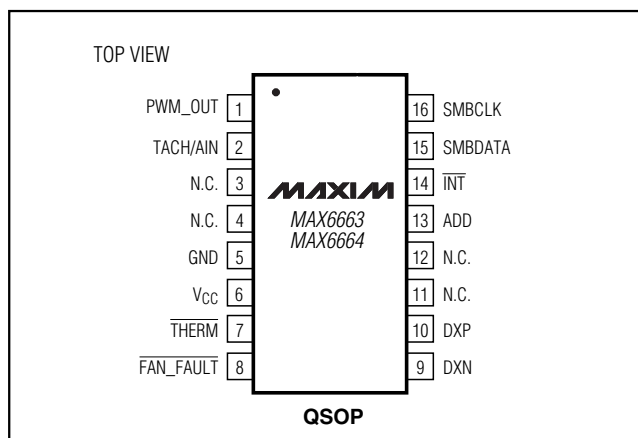 TOP VIEW
PWM_OUT 1
TACH/AIN 2
N.C. 3
N.C. 4
GND 5
VCC 6
THERM 7
FAN_FAULT 8
MAXIM
MAX6663
MAX6664
16 SMBCLK
15 SMBDATA
14 INT
13 ADD
12 N.C.
11 N.C.
10 DXP
9 DXN
QSOP